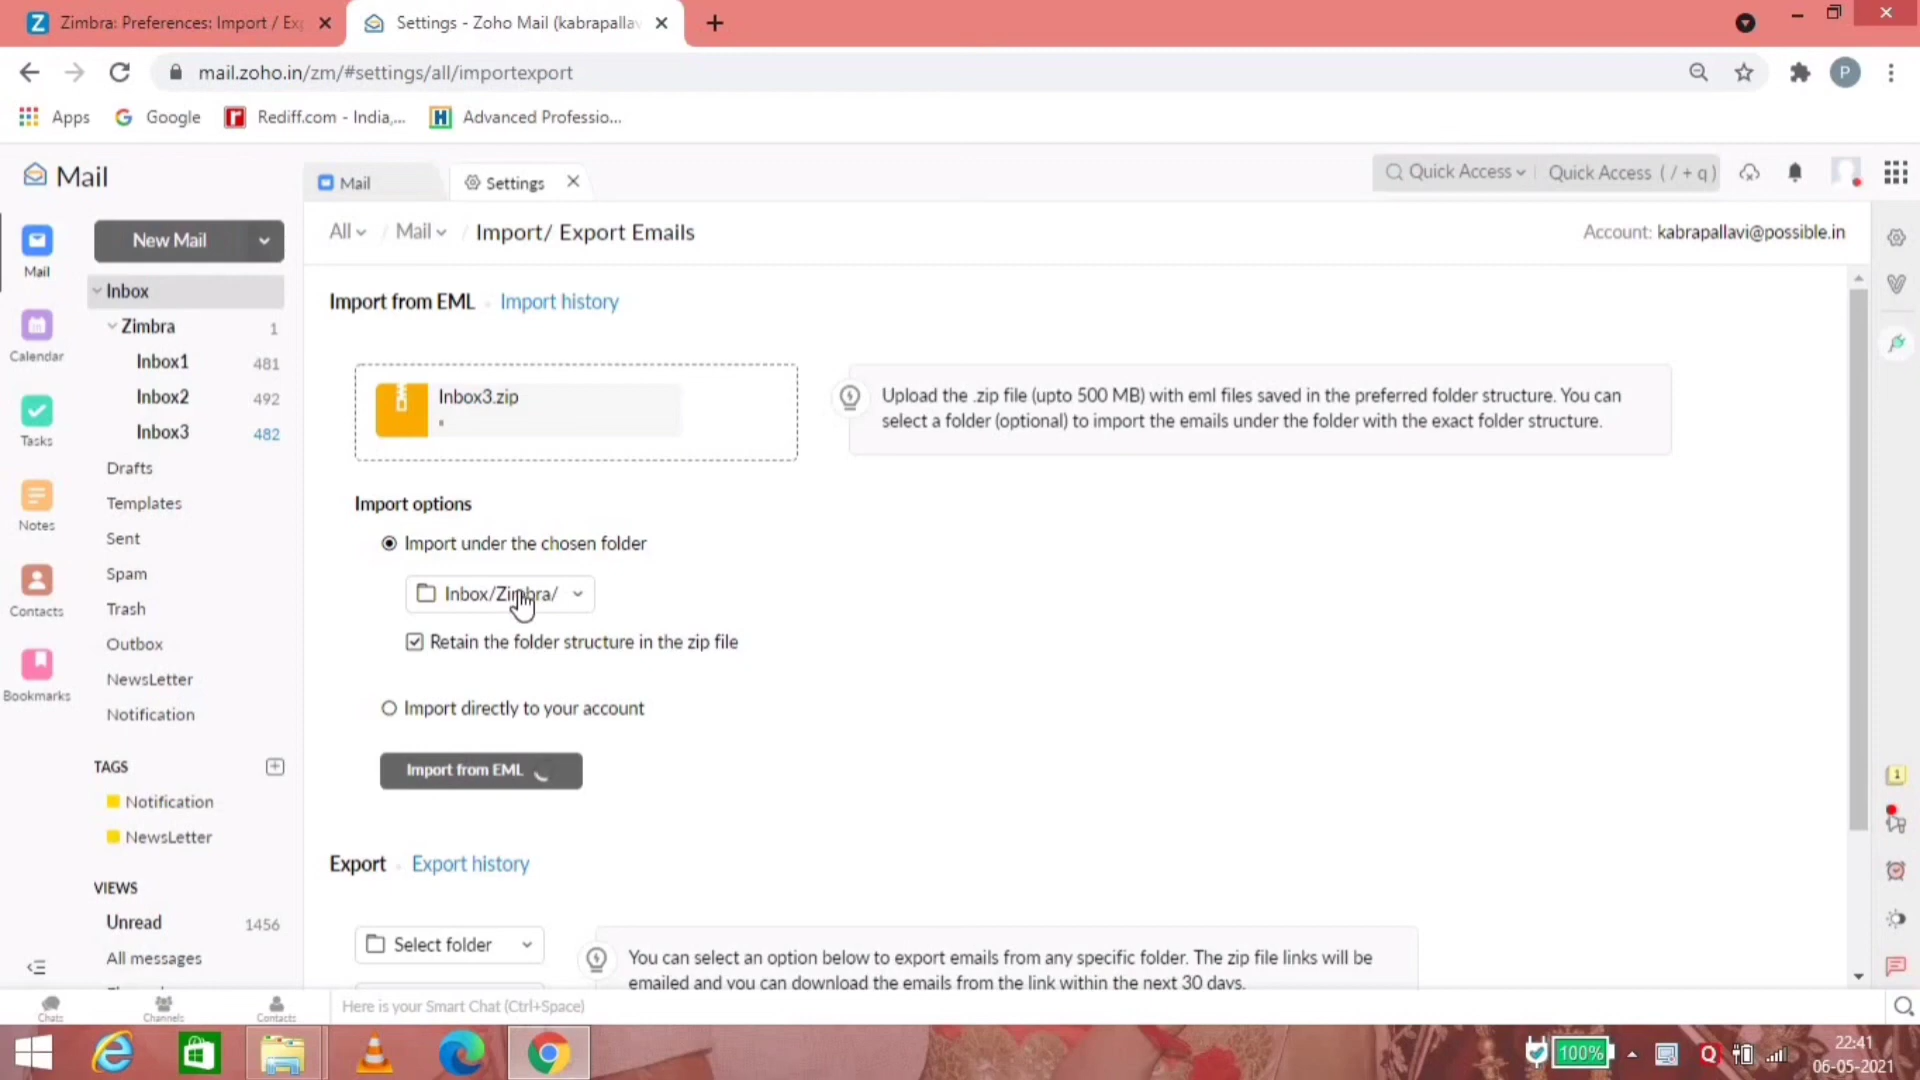 Zimbra: Preferences: Import / Exp
Settings - Zoho Mail (kabrapallav
mail.zoho.in/zm/#settings/all/importexport
P
Apps
Google
Rediff.com - India,...
Advanced Professio...
Mail
Mail
Settings
Quick Access
Quick Access ( / + q )
New Mail
All / Mail / Import/ Export Emails
Account: kabrapallavi@possible.in
Mail
Calendar
Tasks
Notes
Contacts
Bookmarks
Inbox
Zimbra 1
Inbox1 481
Inbox2 492
Inbox3 482
Drafts
Templates
Sent
Spam
Trash
Outbox
NewsLetter
Notification
TAGS
Notification
NewsLetter
VIEWS
Unread 1456
All messages
Import from EML
Import history
Inbox3.zip
Upload the .zip file (upto 500 MB) with eml files saved in the preferred folder structure. You can
select a folder (optional) to import the emails under the folder with the exact folder structure.
Import options
Import under the chosen folder
Inbox/Zimbra/
Retain the folder structure in the zip file
Import directly to your account
Import from EML
Export
Export history
Select folder
You can select an option below to export emails from any specific folder. The zip file links will be
emailed and you can download the emails from the link within the next 30 days.
1
Chats
Channels
Contacts
Here is your Smart Chat (Ctrl+Space)
100%
22:41
06-05-2021